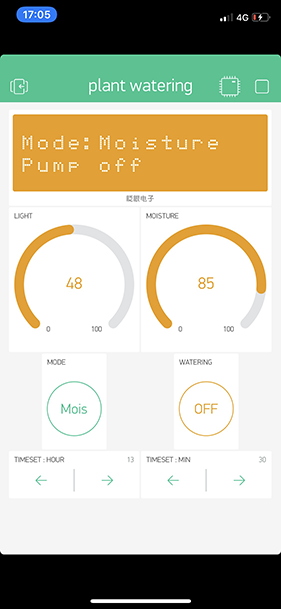 17:05
4G
plant watering
Mode: Moisture
Pump off
聪眼电子
LIGHT
MOISTURE
48
85
0
100
0
100
MODE
WATERING
Mois
OFF
TIMESET : HOUR
13
TIMESET : MIN
30